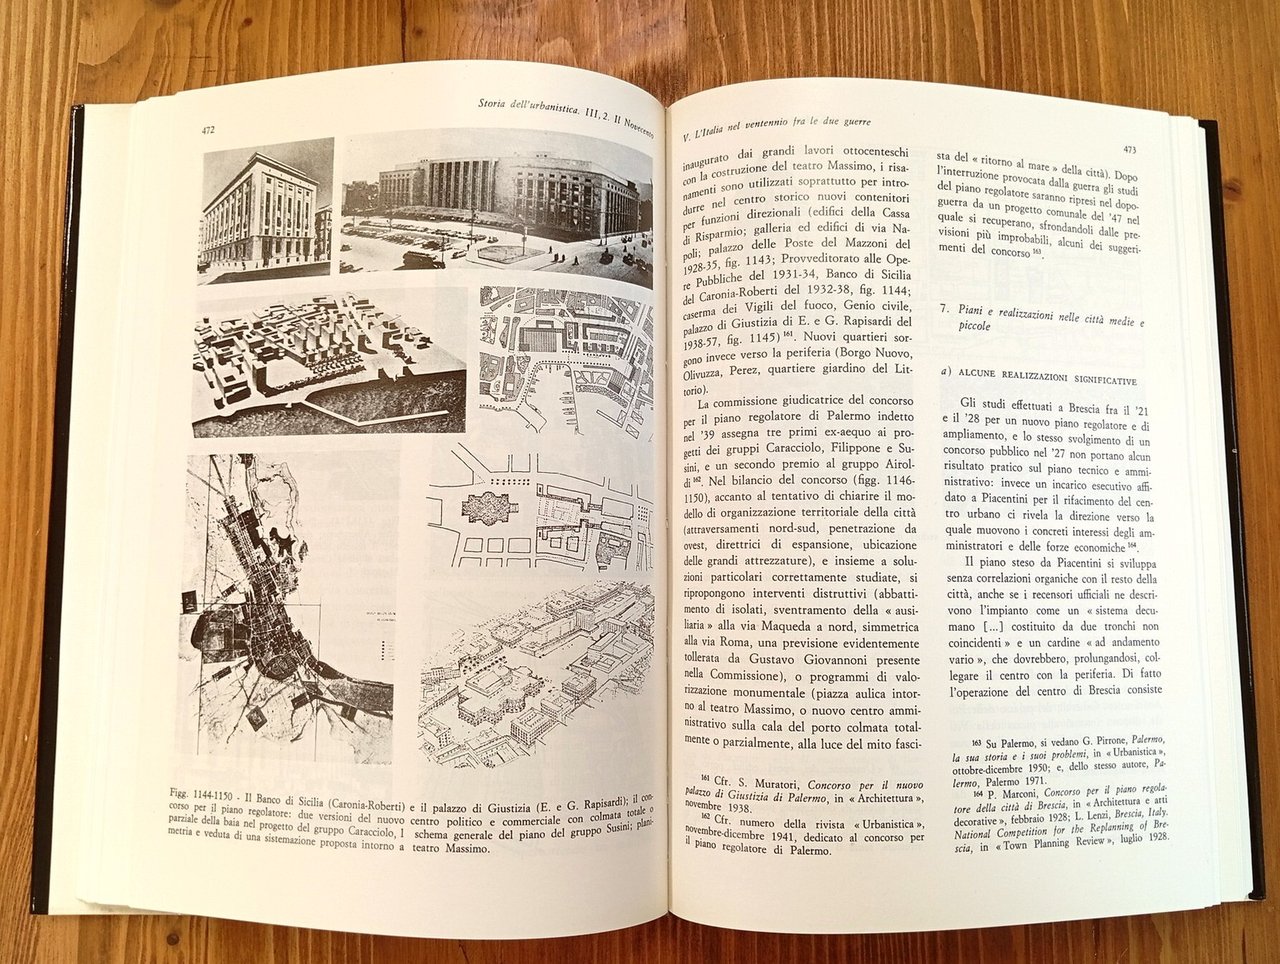 472
Storia dell'urbanistica. III, 2. Il Novecento
Figg. 1144-1150 - Il Banco di Sicilia (Caronia-Roberti) e il palazzo di Giustizia (E. e G. Rapisardi); il con-
corso per il piano regolatore: due versioni del nuovo centro politico e commerciale con colmata totale o
parziale della baia nel progetto del gruppo Caracciolo, l schema generale del piano del gruppo Susini; plani-
metria e veduta di una sistemazione proposta intorno a teatro Massimo.
V. L'Italia nel ventennio fra le due guerre
473
inaugurato dai grandi lavori ottocenteschi
con la costruzione del teatro Massimo, i risa-
namenti sono utilizzati soprattutto per intro-
durre nel centro storico nuovi contenitori
per funzioni direzionali (edifici della Cassa
di Risparmio; galleria ed edifici di via Na-
poli; palazzo delle Poste del Mazzoni del
1928-35, fig. 1143; Provveditorato alle Ope-
re Pubbliche del 1931-34, Banco di Sicilia
del Caronia-Roberti del 1932-38, fig. 1144;
caserma dei Vigili del fuoco, Genio civile,
palazzo di Giustizia di E. e G. Rapisardi del
1938-57, fig. 1145) 161. Nuovi quartieri sor-
gono invece verso la periferia (Borgo Nuovo,
Olivuzza, Perez, quartiere giardino del Lit-
torio).
La commissione giudicatrice del concorso
per il piano regolatore di Palermo indetto
nel '39 assegna tre primi ex-aequo ai pro-
getti dei gruppi Caracciolo, Filippone e Su-
sini, e un secondo premio al gruppo Airol-
di 162. Nel bilancio del concorso (figg. 1146-
1150), accanto al tentativo di chiarire il mo-
dello di organizzazione territoriale della città
(attraversamenti nord-sud, penetrazione da
ovest, direttrici di espansione, ubicazione
delle grandi attrezzature), e insieme a solu-
zioni particolari correttamente studiate, si
ripropongono interventi distruttivi (abbatti-
mento di isolati, sventramento della « ausi-
liaria » alla via Maqueda a nord, simmetrica
alla via Roma, una previsione evidentemente
tollerata da Gustavo Giovannoni presente
nella Commissione), o programmi di valo-
rizzazione monumentale (piazza aulica intor-
no al teatro Massimo, o nuovo centro ammi-
nistrativo sulla cala del porto colmata total-
mente o parzialmente, alla luce del mito fasci-
161 Cfr. S. Muratori, Concorso per il nuovo
palazzo di Giustizia di Palermo, in « Architettura »,
novembre 1938.
162 Cfr. numero della rivista « Urbanistica »,
novembre-dicembre 1941, dedicato al concorso per
il piano regolatore di Palermo.
sta del « ritorno al mare » della città). Dopo
l'interruzione provocata dalla guerra gli studi
del piano regolatore saranno ripresi nel dopo-
guerra da un progetto comunale del '47 nel
quale si recuperano, sfrondandoli dalle pre-
visioni più improbabili, alcuni dei suggeri-
menti del concorso 163.
7. Piani e realizzazioni nelle città medie e
piccole
a) ALCUNE REALIZZAZIONI SIGNIFICATIVE
Gli studi effettuati a Brescia fra il '21
e il '28 per un nuovo piano regolatore e di
ampliamento, e lo stesso svolgimento di un
concorso pubblico nel '27 non portano alcun
risultato pratico sul piano tecnico e ammi-
nistrativo: invece un incarico esecutivo affi-
dato a Piacentini per il rifacimento del cen-
tro urbano ci rivela la direzione verso la
quale muovono i concreti interessi degli am-
ministratori e delle forze economiche 164.
Il piano steso da Piacentini si sviluppa
senza correlazioni organiche con il resto della
città, anche se i recensori ufficiali ne descri-
vono l'impianto come un « sistema decu-
mano [...] costituito da due tronchi non
coincidenti » e un cardine « ad andamento
vario », che dovrebbero, prolungandosi, col-
legare il centro con la periferia. Di fatto
l'operazione del centro di Brescia consiste
163 Su Palermo, si vedano G. Pirrone, Palermo,
la sua storia e i suoi problemi, in « Urbanistica »,
ottobre-dicembre 1950; e, dello stesso autore, Pa-
lermo, Palermo 1971.
164 P. Marconi, Concorso per il piano regola-
tore della città di Brescia, in « Architettura e arti
decorative », febbraio 1928; L. Lenzi, Brescia, Italy.
National Competition for the Replanning of Bre-
scia, in « Town Planning Review », luglio 1928.